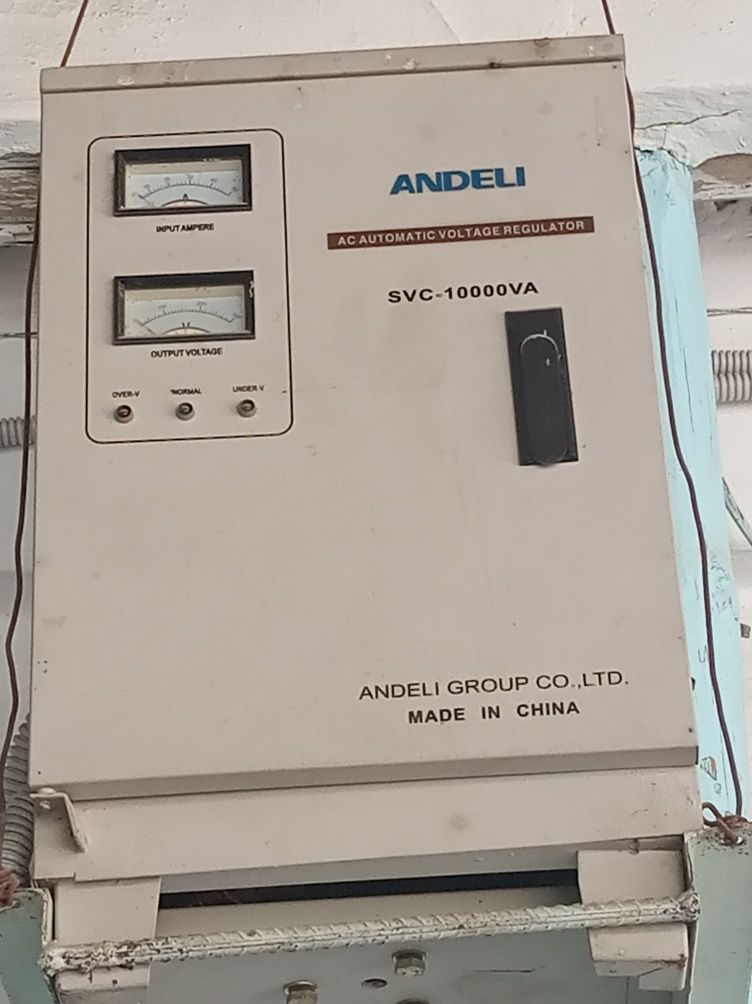 ANDELI
AC AUTOMATIC VOLTAGE REGULATOR
SVC-10000VA
A
INPUT AMPERE
V
OUTPUT VOLTAGE
OVER-V NORMAL UNDER-V
ANDELI GROUP CO.,LTD.
MADE IN CHINA